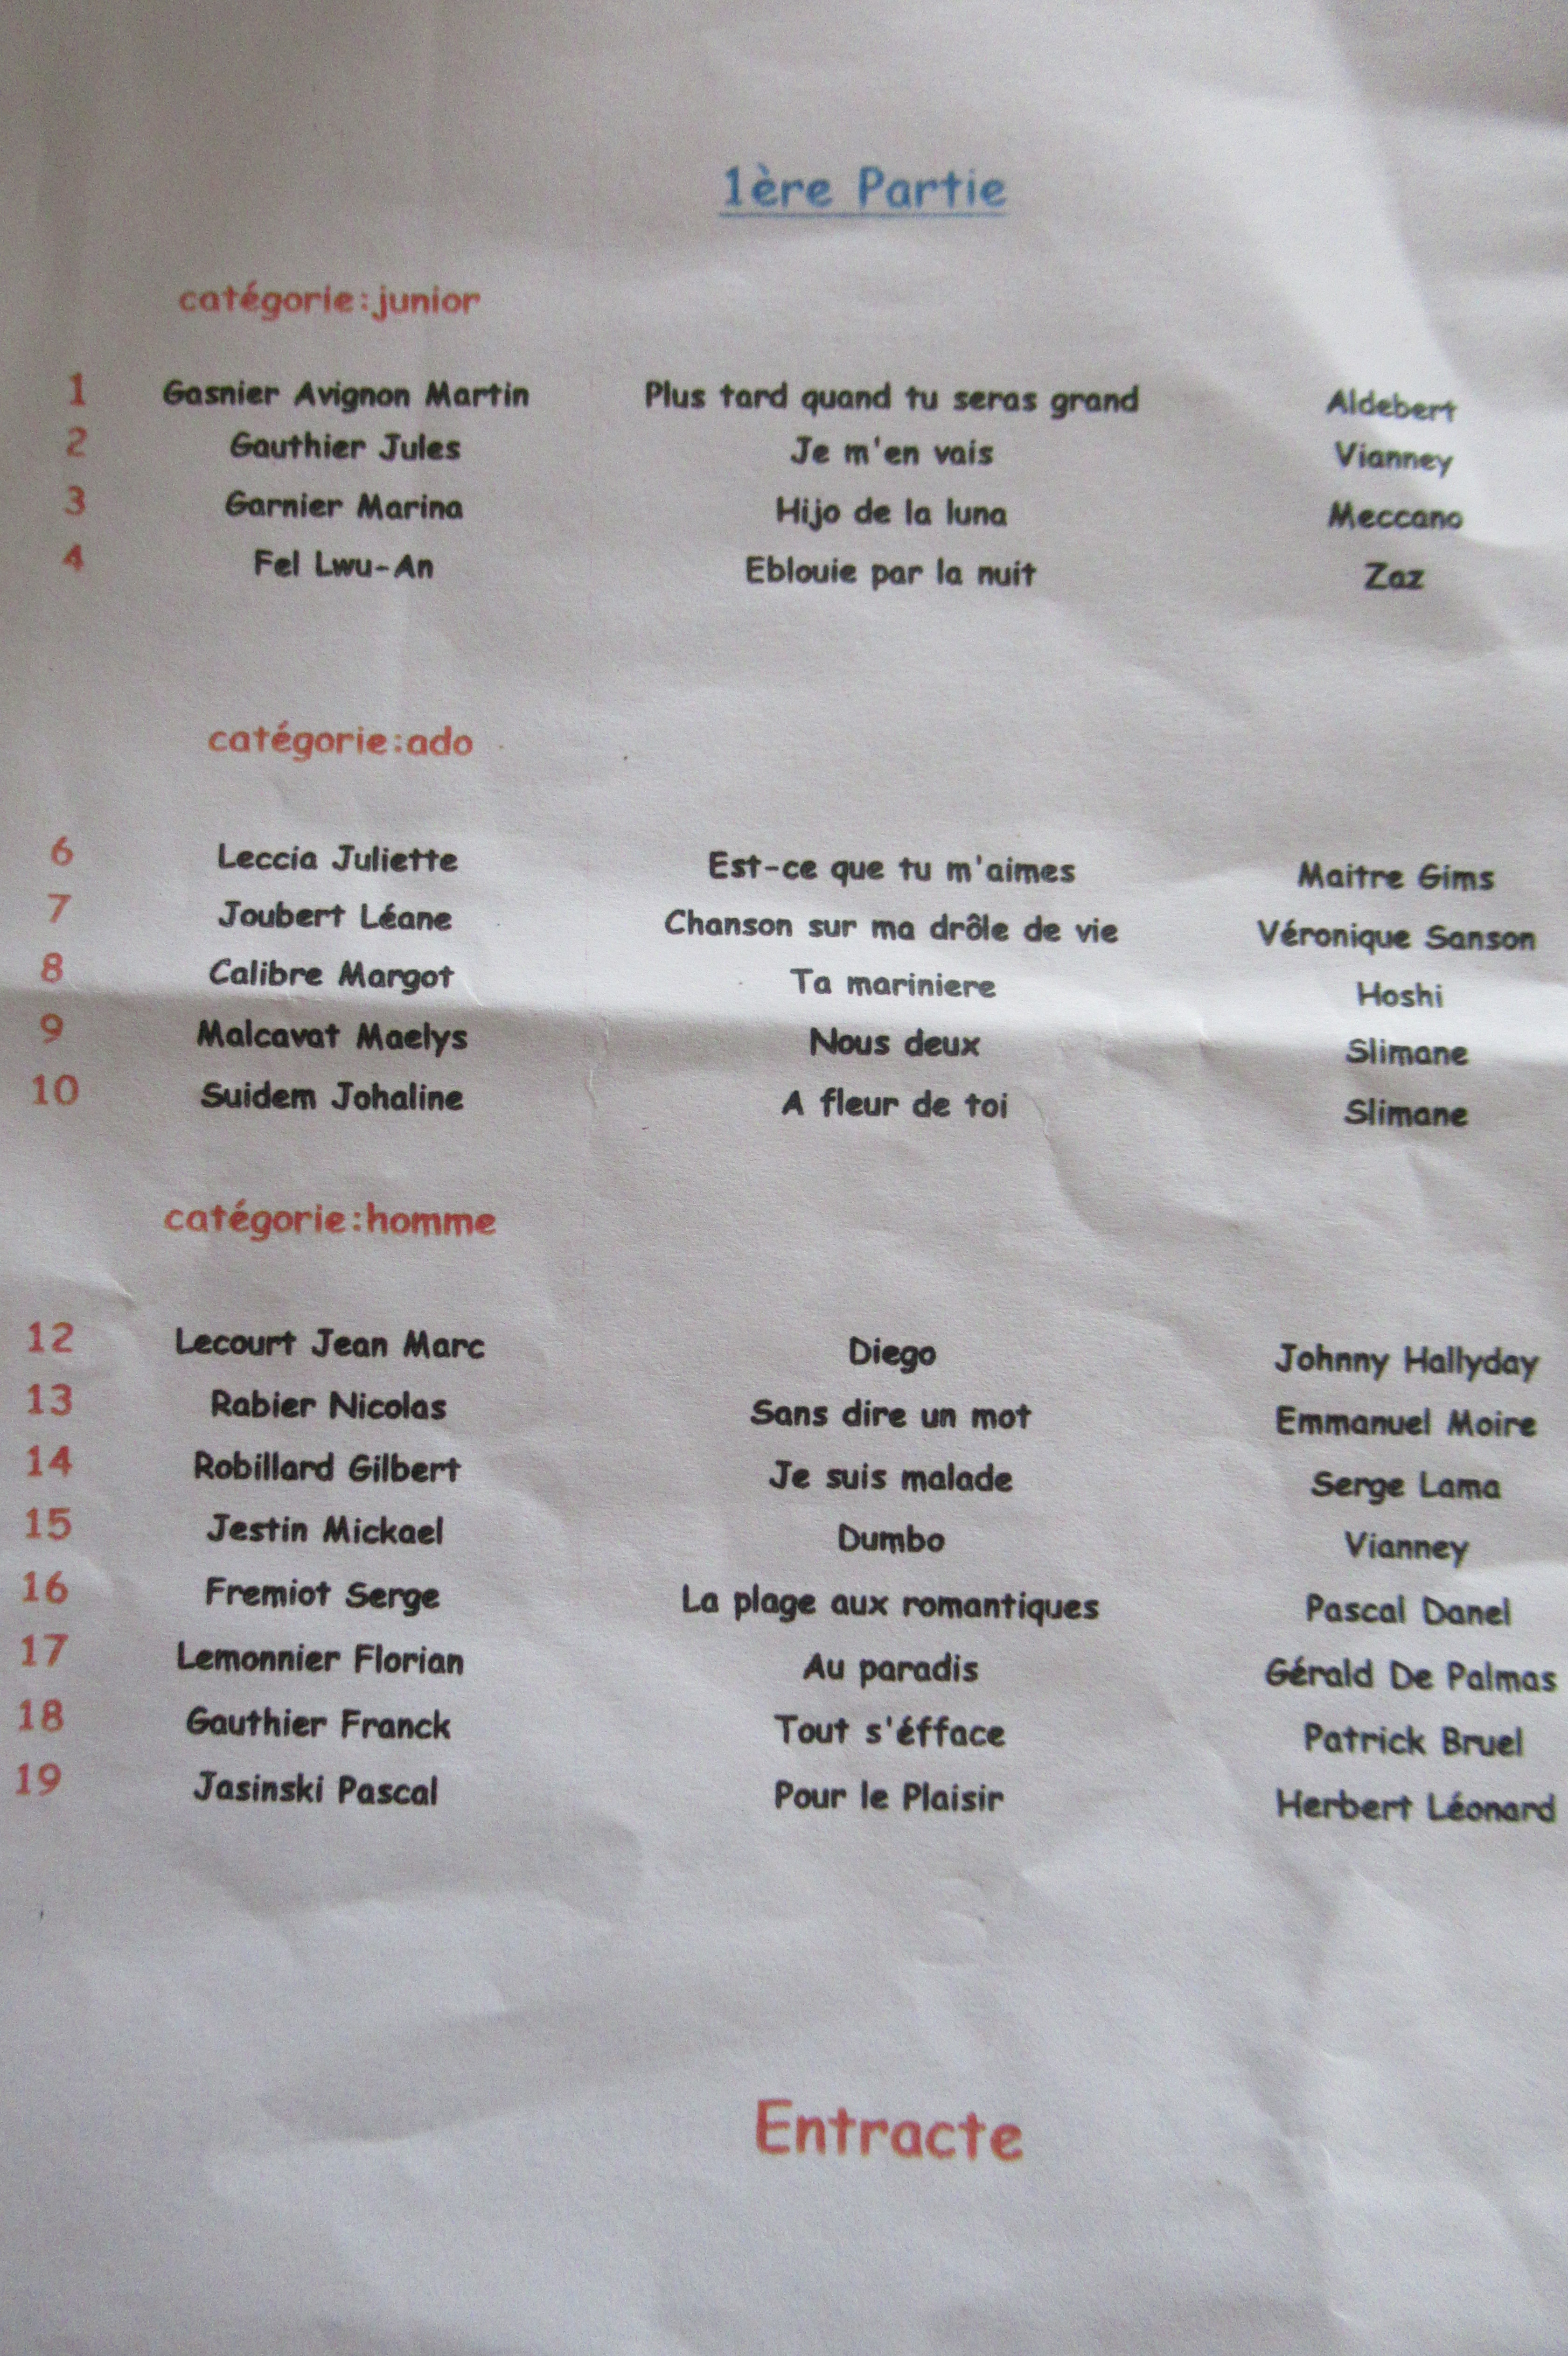 1ère Partie
catégorie:junior
1 Gasnier Avignon Martin Plus tard quand tu seras grand Aldebert
2 Gauthier Jules Je m'en vais Vianney
3 Garnier Marina Hijo de la luna Meccano
4 Fel Lwu-An Eblouie par la nuit Zaz
catégorie:ado
6 Leccia Juliette Est-ce que tu m'aimes Maitre Gims
7 Joubert Léane Chanson sur ma drôle de vie Véronique Sanson
8 Calibre Margot Ta mariniere Hoshi
9 Malcavat Maelys Nous deux Slimane
10 Suidem Johaline A fleur de toi Slimane
catégorie:homme
12 Lecourt Jean Marc Diego Johnny Hallyday
13 Rabier Nicolas Sans dire un mot Emmanuel Moire
14 Robillard Gilbert Je suis malade Serge Lama
15 Jestin Mickael Dumbo Vianney
16 Fremiot Serge La plage aux romantiques Pascal Danel
17 Lemonnier Florian Au paradis Gérald De Palmas
18 Gauthier Franck Tout s'éfface Patrick Bruel
19 Jasinski Pascal Pour le Plaisir Herbert Léonard
Entracte